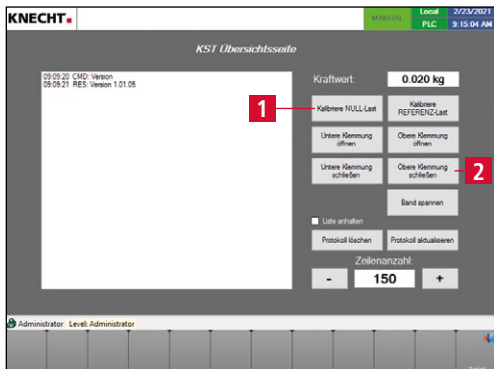 KNECHT
MANUAL
Local
2/23/2021
PLC
9:15:04 AM
KST Übersichtsseite
09:09:20 CMD: Version
09:09:21 RES: Version 1.01.05
Kraftwert:
0.020 kg
1
Kalibriere NULL-Last
Kalibriere
REFERENZ-Last
Untere Klemmung
öffnen
Obere Klemmung
öffnen
Untere Klemmung
schließen
Obere Klemmung
schließen
2
Band spannen
Liste anhalten
Protokoll löschen
Protokoll aktualisieren
Zeilenanzahl:
-
150
+
Administrator Level: Administrator